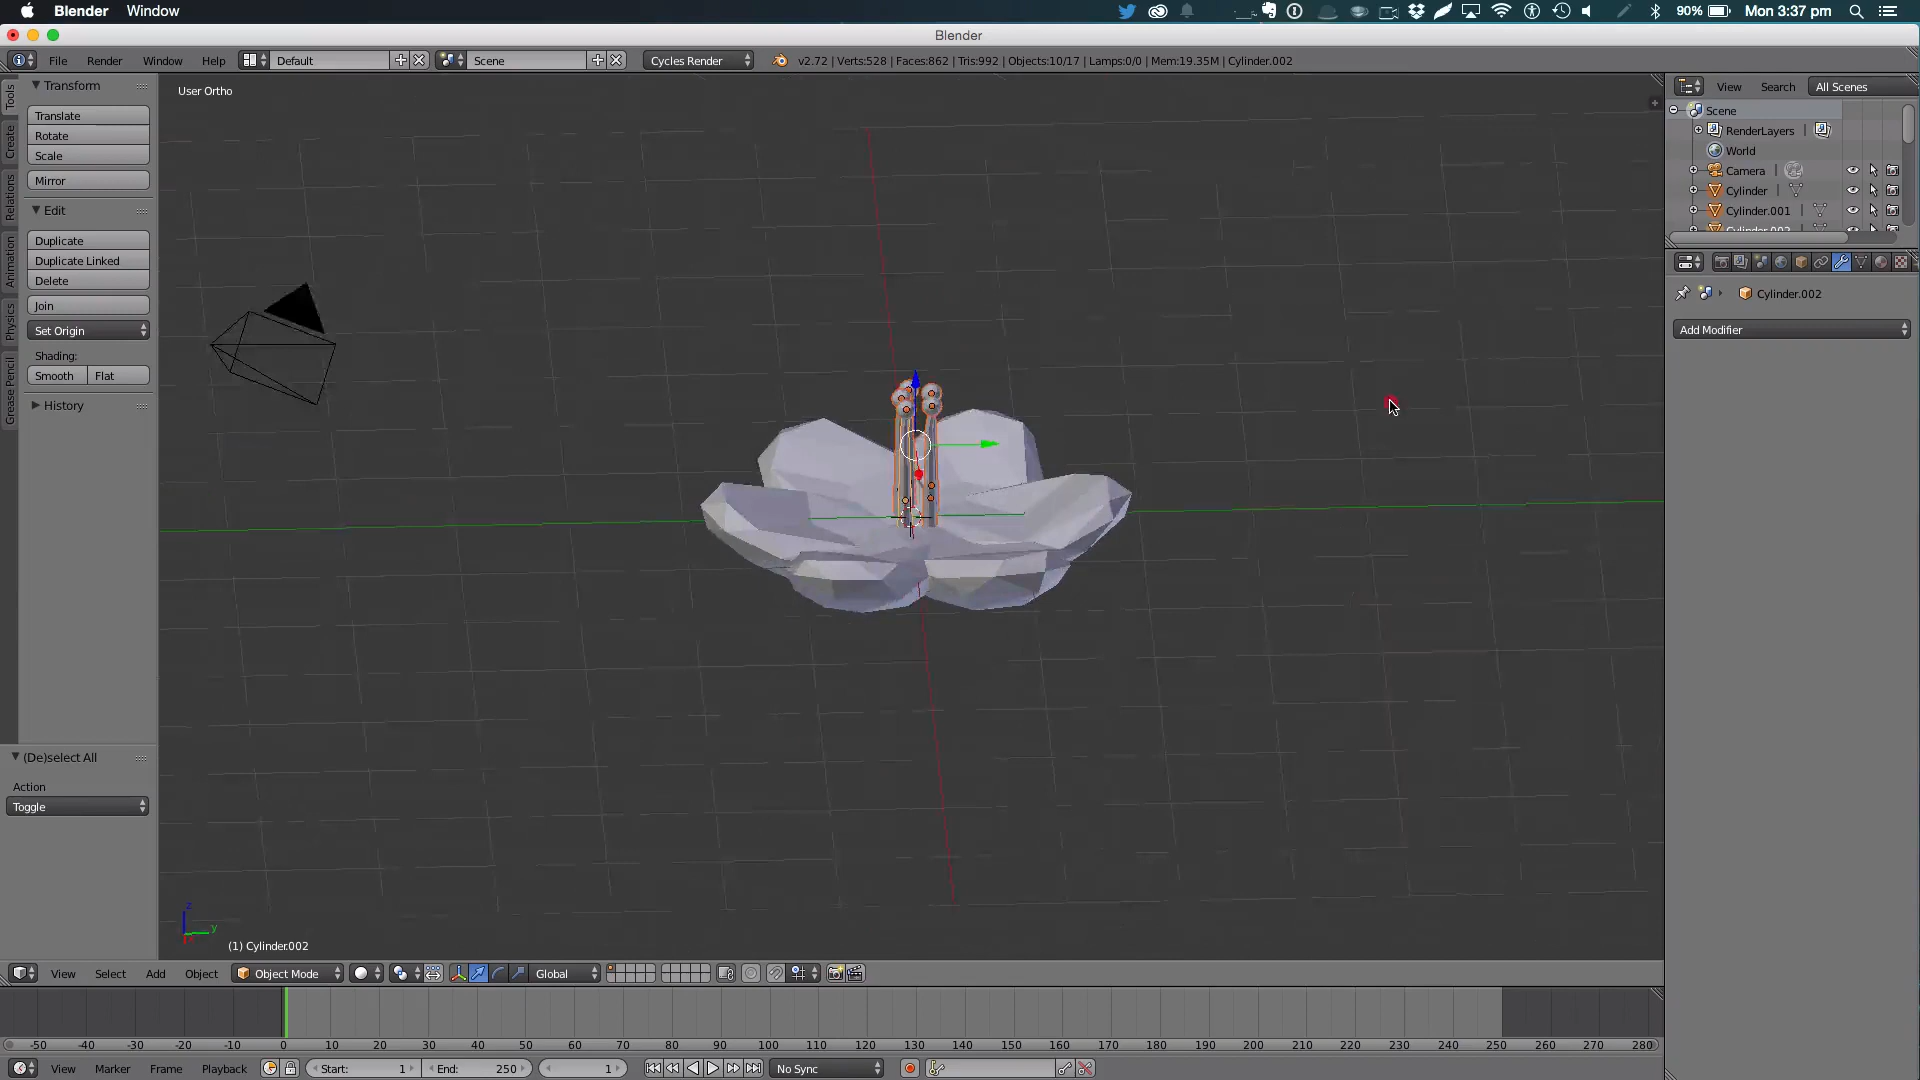 Blender Window 90% Mon 3:37 pm
Blender
File Render Window Help Default Scene Cycles Render v2.72 | Verts:528 | Faces:862 | Tris:992 | Objects:10/17 | Lamps:0/0 | Mem:19.35M | Cylinder.002
Tools
Create
Relations
Animation
Physics
Grease Pencil
Transform
Translate
Rotate
Scale
Mirror
Edit
Duplicate
Duplicate Linked
Delete
Join
Set Origin
Shading:
Smooth Flat
History
(De)select All
Action
Toggle
User Ortho
z
y
(1) Cylinder.002
View Search All Scenes
Scene
RenderLayers
World
Camera
Cylinder
Cylinder.001
Cylinder.002
Cylinder.002
Add Modifier
View Select Add Object Object Mode Global
-50 -40 -30 -20 -10 0 10 20 30 40 50 60 70 80 90 100 110 120 130 140 150 160 170 180 190 200 210 220 230 240 250 260 270 280
View Marker Frame Playback Start: 1 End: 250 1 No Sync